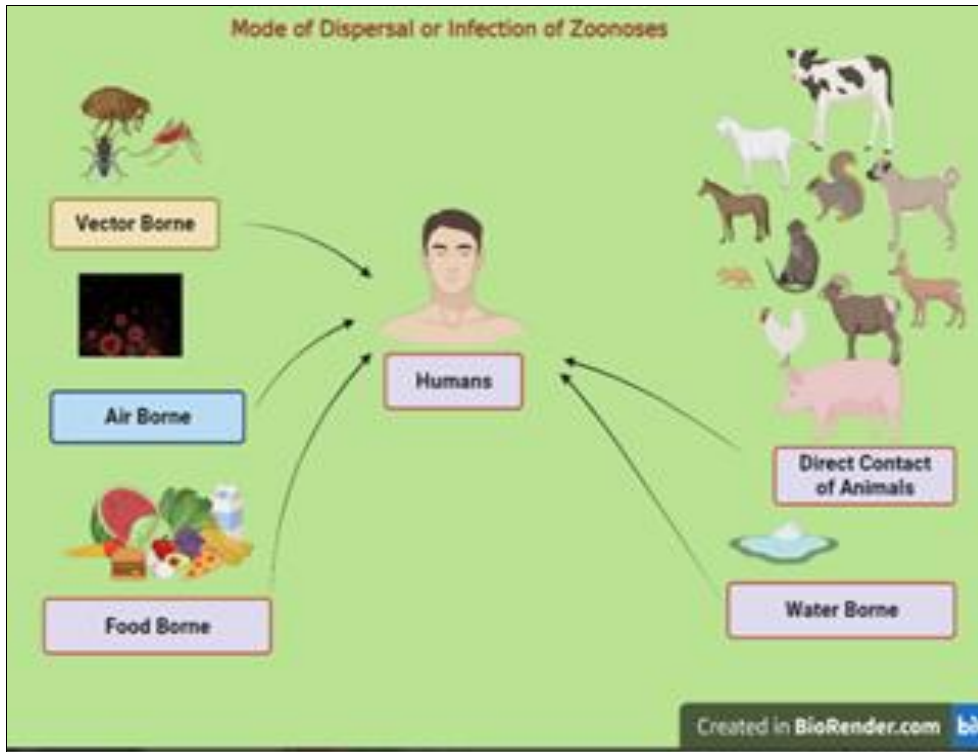 Mode of Dispersal or Infection of Zoonoses
Vector Borne
Air Borne
Food Borne
Humans
Direct Contact
of Animals
Water Borne
Created in BioRender.com bi